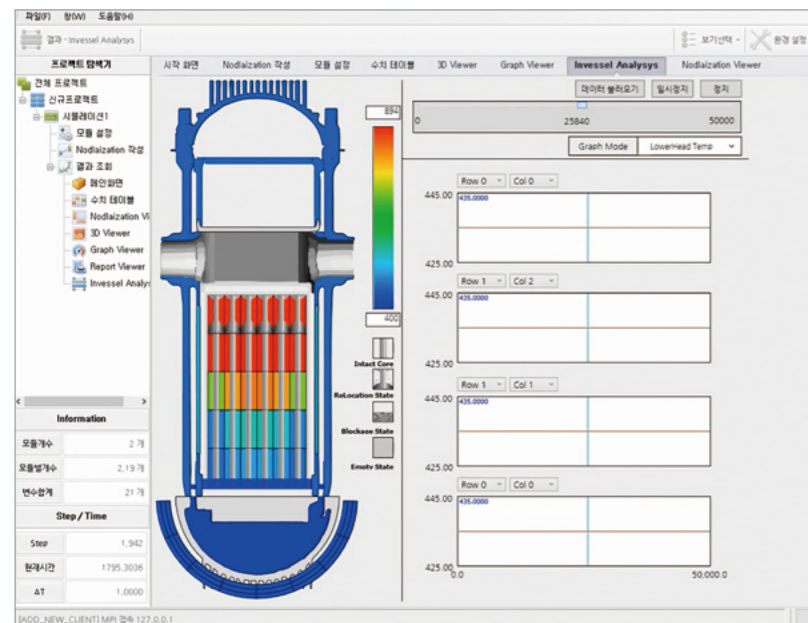 파일(F) 창(W) 도움말(H)
결과 - Invessel Analysys
보기선택
환경 설정
프로젝트 탐색기
시작 화면 Nodlaization 작성 모듈 설정 수치 테이블 3D Viewer Graph Viewer Invessel Analysys Nodlaization Viewer
전체 프로젝트
신규프로젝트
시뮬레이션1
모듈 설정
Nodlaization 작성
결과 조회
메인화면
수치 테이블
Nodlaization Vi
3D Viewer
Graph Viewer
Report Viewer
Invessel Analys
Information
모듈개수 2 개
모듈별개수 2,19 개
변수합계 21 개
Step / Time
Step 1,942
현재시간 1795.3036
ΔT 1.0000
894
400
Intact Core
ReLocation State
Blockage State
Empty State
데이터 불러오기 일시정지 정지
0 25840 50000
Graph Mode LowerHead Temp
Row 0 Col 0
445.00
435.0000
425.00
Row 1 Col 2
445.00
435.0000
425.00
Row 1 Col 1
445.00
435.0000
425.00
Row 0 Col 0
445.00
435.0000
425.00
0.0 50,000.0
[ADD_NEW_CLIENT] MPI 접속 127.0.0.1